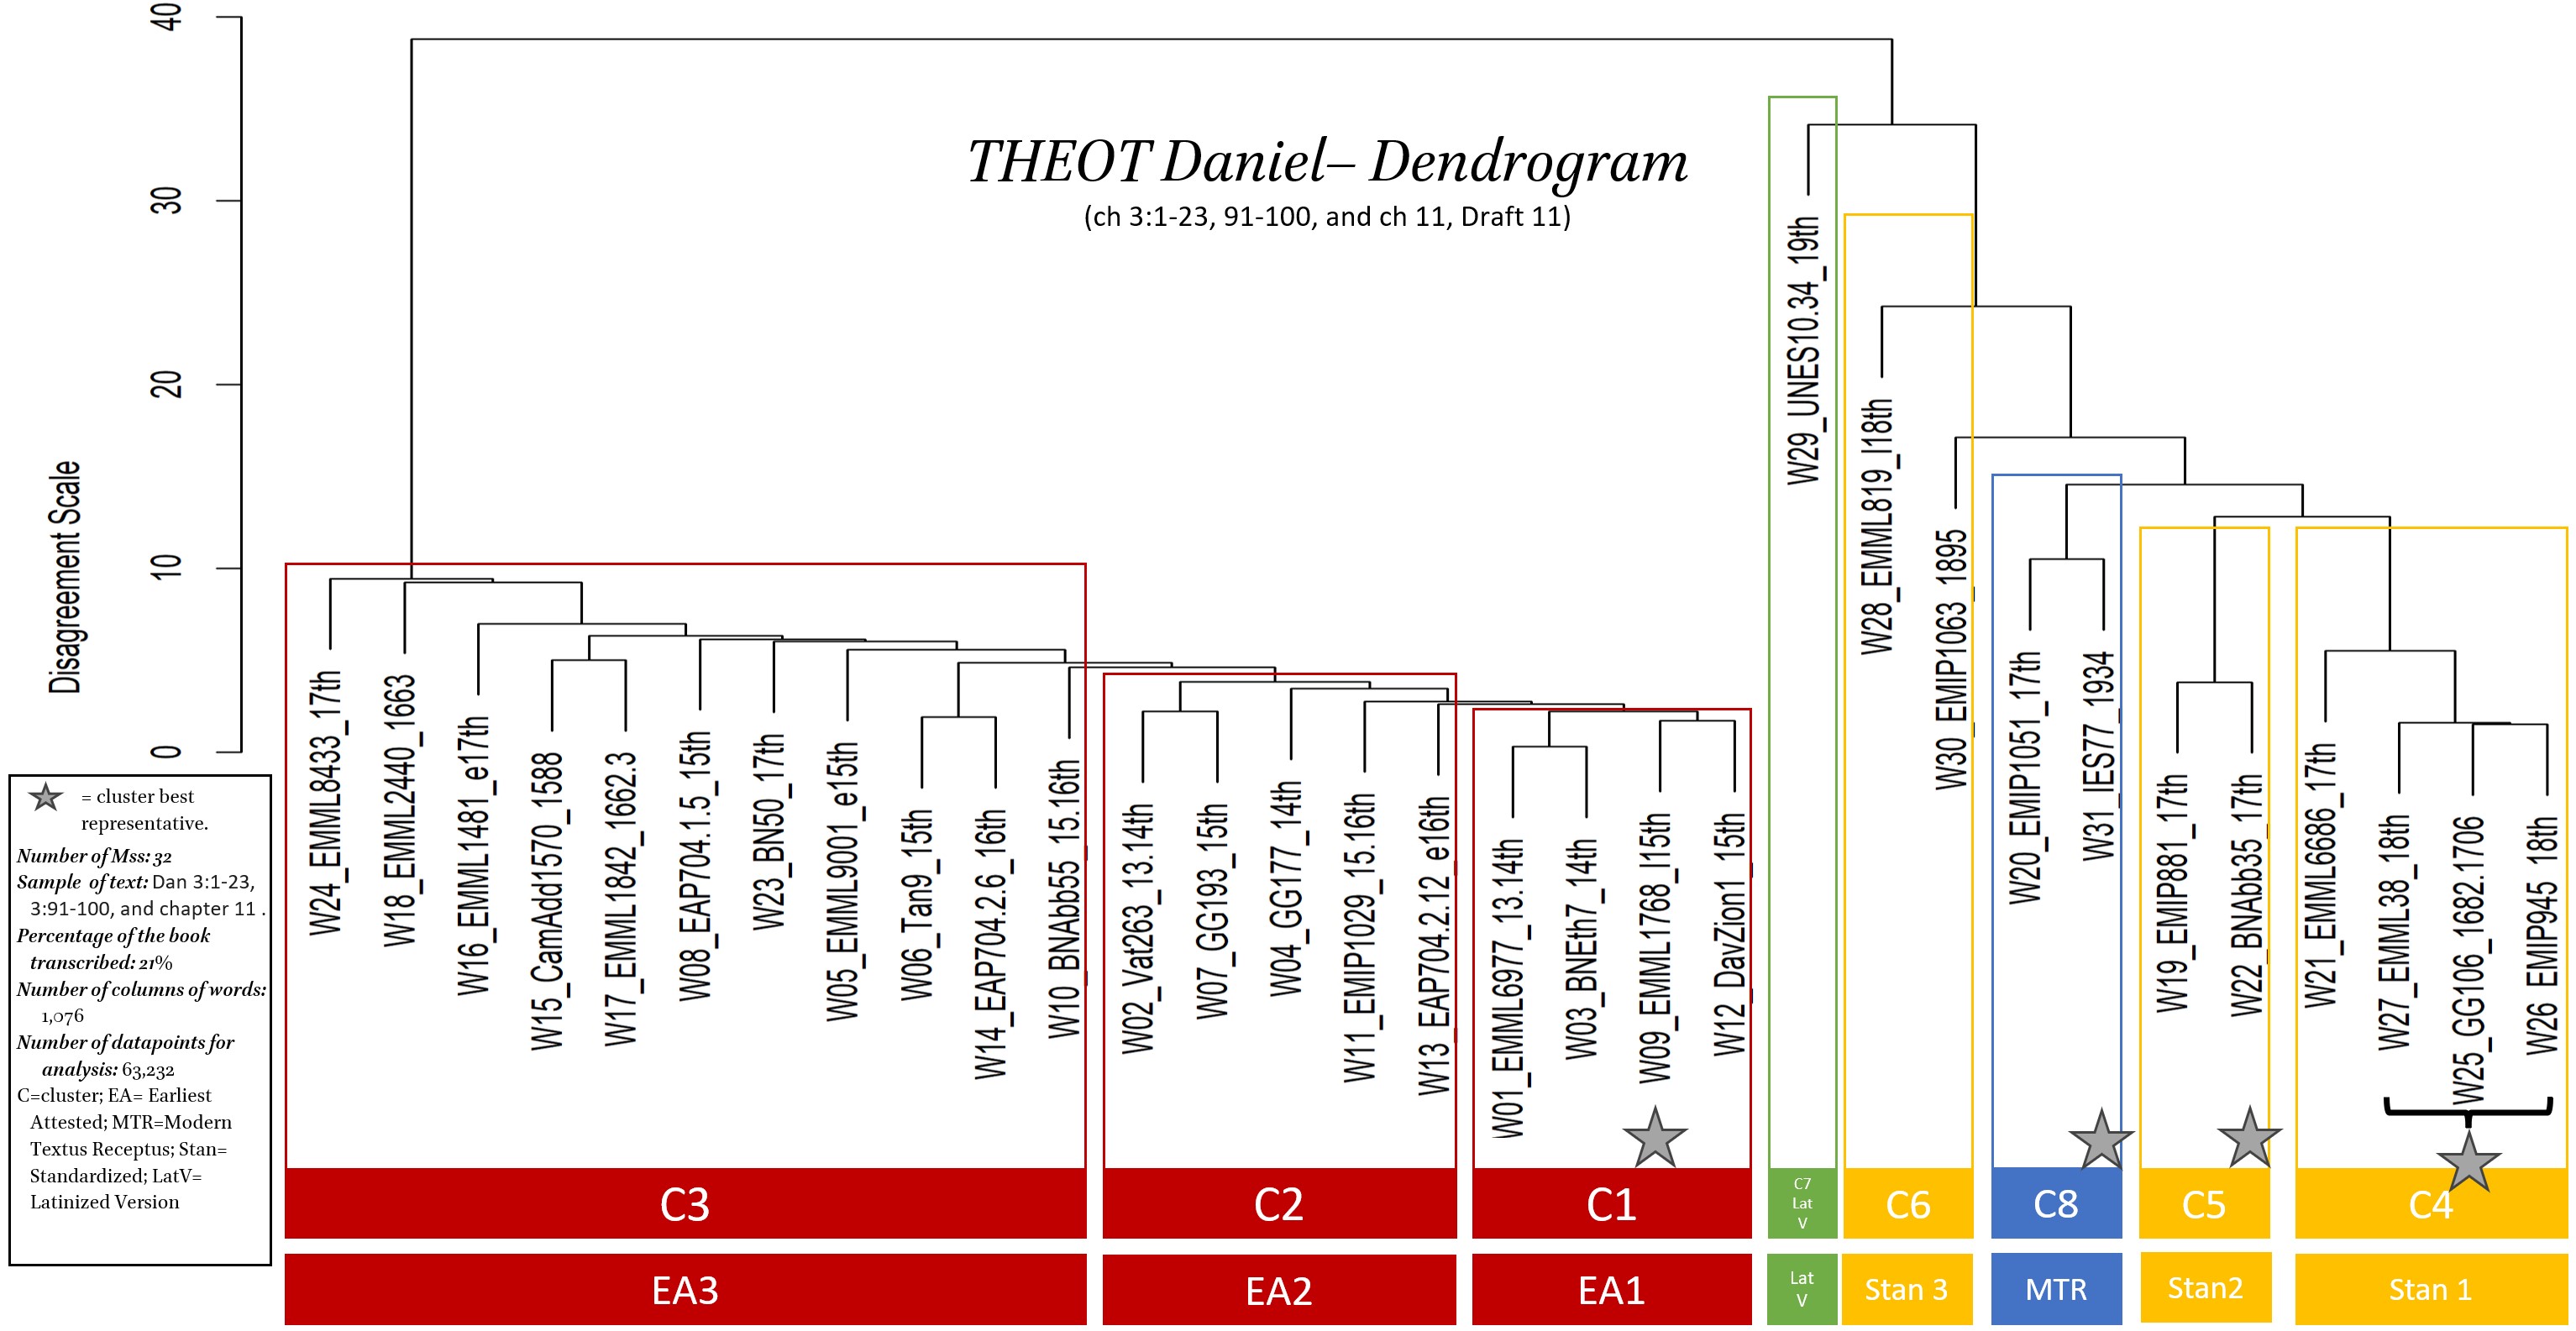 THEOT Daniel– Dendrogram
(ch 3:1-23, 91-100, and ch 11, Draft 11)
Disagreement Scale
40
30
20
10
0
W24_EMML8433_17th
W18_EMML2440_1663
W16_EMML1481_e17th
W15_CamAdd1570_1588
W17_EMML1842_1662.3
W08_EAP704.1.5_15th
W23_BN50_17th
W05_EMML9001_e15th
W06_Tan9_15th
W14_EAP704.2.6_16th
W10_BNAbb55_15.16th
W02_Vat263_13.14th
W07_GG193_15th
W04_GG177_14th
W11_EMIP1029_15.16th
W13_EAP704.2.12_e16th
W01_EMML6977_13.14th
W03_BNEth7_14th
W09_EMML1768_l15th
W12_DavZion1_15th
W29_UNES10.34_19th
W28_EMML819_l18th
W30_EMIP1063_1895
W20_EMIP1051_17th
W31_IES77_1934
W19_EMIP881_17th
W22_BNAbb35_17th
W21_EMML6686_17th
W27_EMML38_18th
W25_GG106_1682.1706
W26_EMIP945_18th
= cluster best
representative.
Number of Mss: 32
Sample of text: Dan 3:1-23,
3:91-100, and chapter 11 .
Percentage of the book
transcribed: 21%
Number of columns of words:
1,076
Number of datapoints for
analysis: 63,232
C=cluster; EA= Earliest
Attested; MTR=Modern
Textus Receptus; Stan=
Standardized; LatV=
Latinized Version
C3
C2
C1
C7
Lat
V
C6
C8
C5
C4
EA3
EA2
EA1
Lat
V
Stan 3
MTR
Stan2
Stan 1